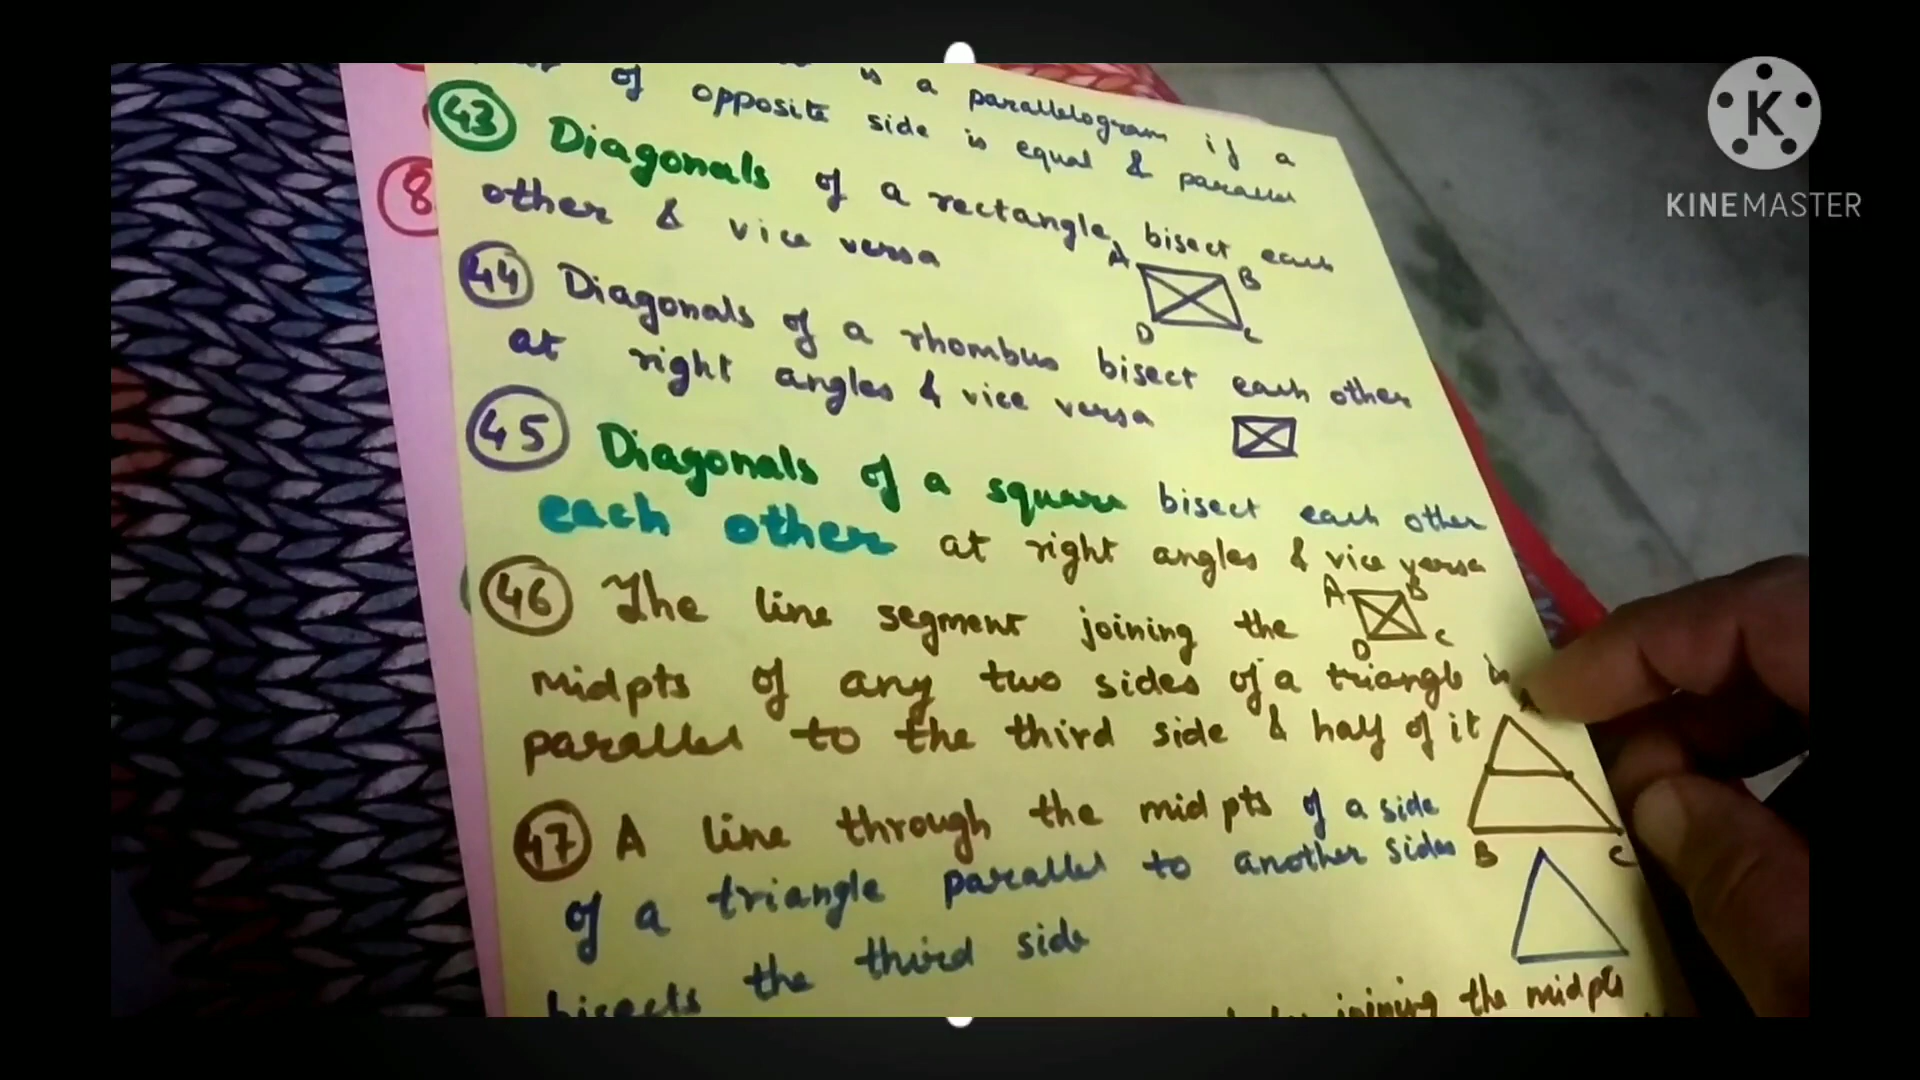 is a parallelogram if a
of opposite side is equal & parallel
43 Diagonals of a rectangle bisect each
other & vice versa
A B
D C
44 Diagonals of a rhombus bisect each other
at right angles & vice versa
45 Diagonals of a square bisect each other
each other at right angles & vice versa
A B
D C
46 The line segment joining the
midpts of any two sides of a triangle is
parallel to the third side & half of it
A
B C
47 A line through the mid pts of a side
of a triangle parallel to another sides
bisects the third side
joining the midpts
8
K
KINEMASTER